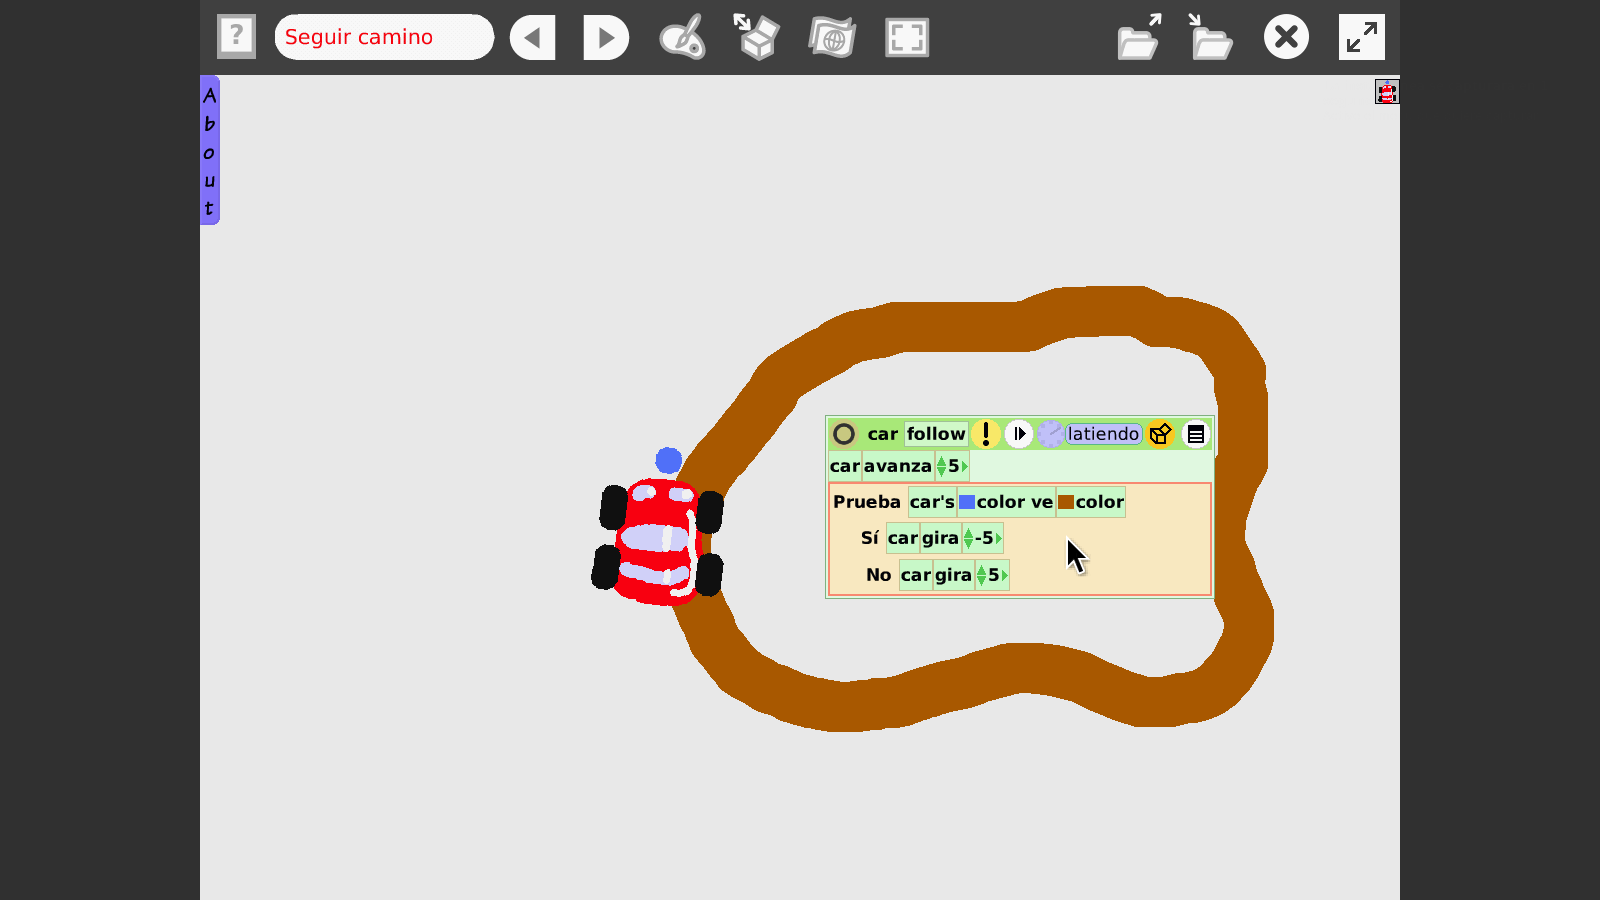 ?
Seguir camino
About
car follow ! latiendo
car avanza 5
Prueba car's color ve color
Sí car gira -5
No car gira 5